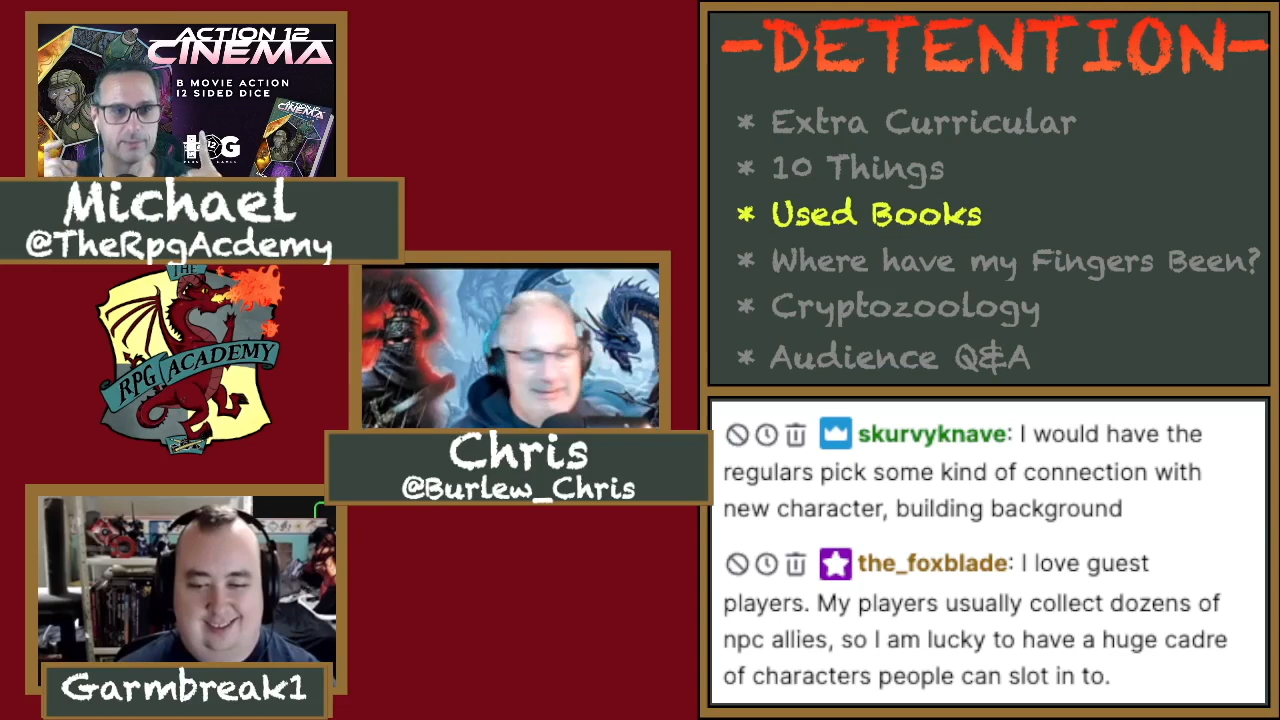 ACTION 12
CINEMA
B MOVIE ACTION
12 SIDED DICE
Michael
@TheRpgAcdemy
THE
RPG ACADEMY
Chris
@Burlew_Chris
Garmbreak1
-DETENTION-
* Extra Curricular
* 10 Things
* Used Books
* Where have my Fingers Been?
* Cryptozoology
* Audience Q&A
skurvyknave: I would have the
regulars pick some kind of connection with
new character, building background
the_foxblade: I love guest
players. My players usually collect dozens of
npc allies, so I am lucky to have a huge cadre
of characters people can slot in to.